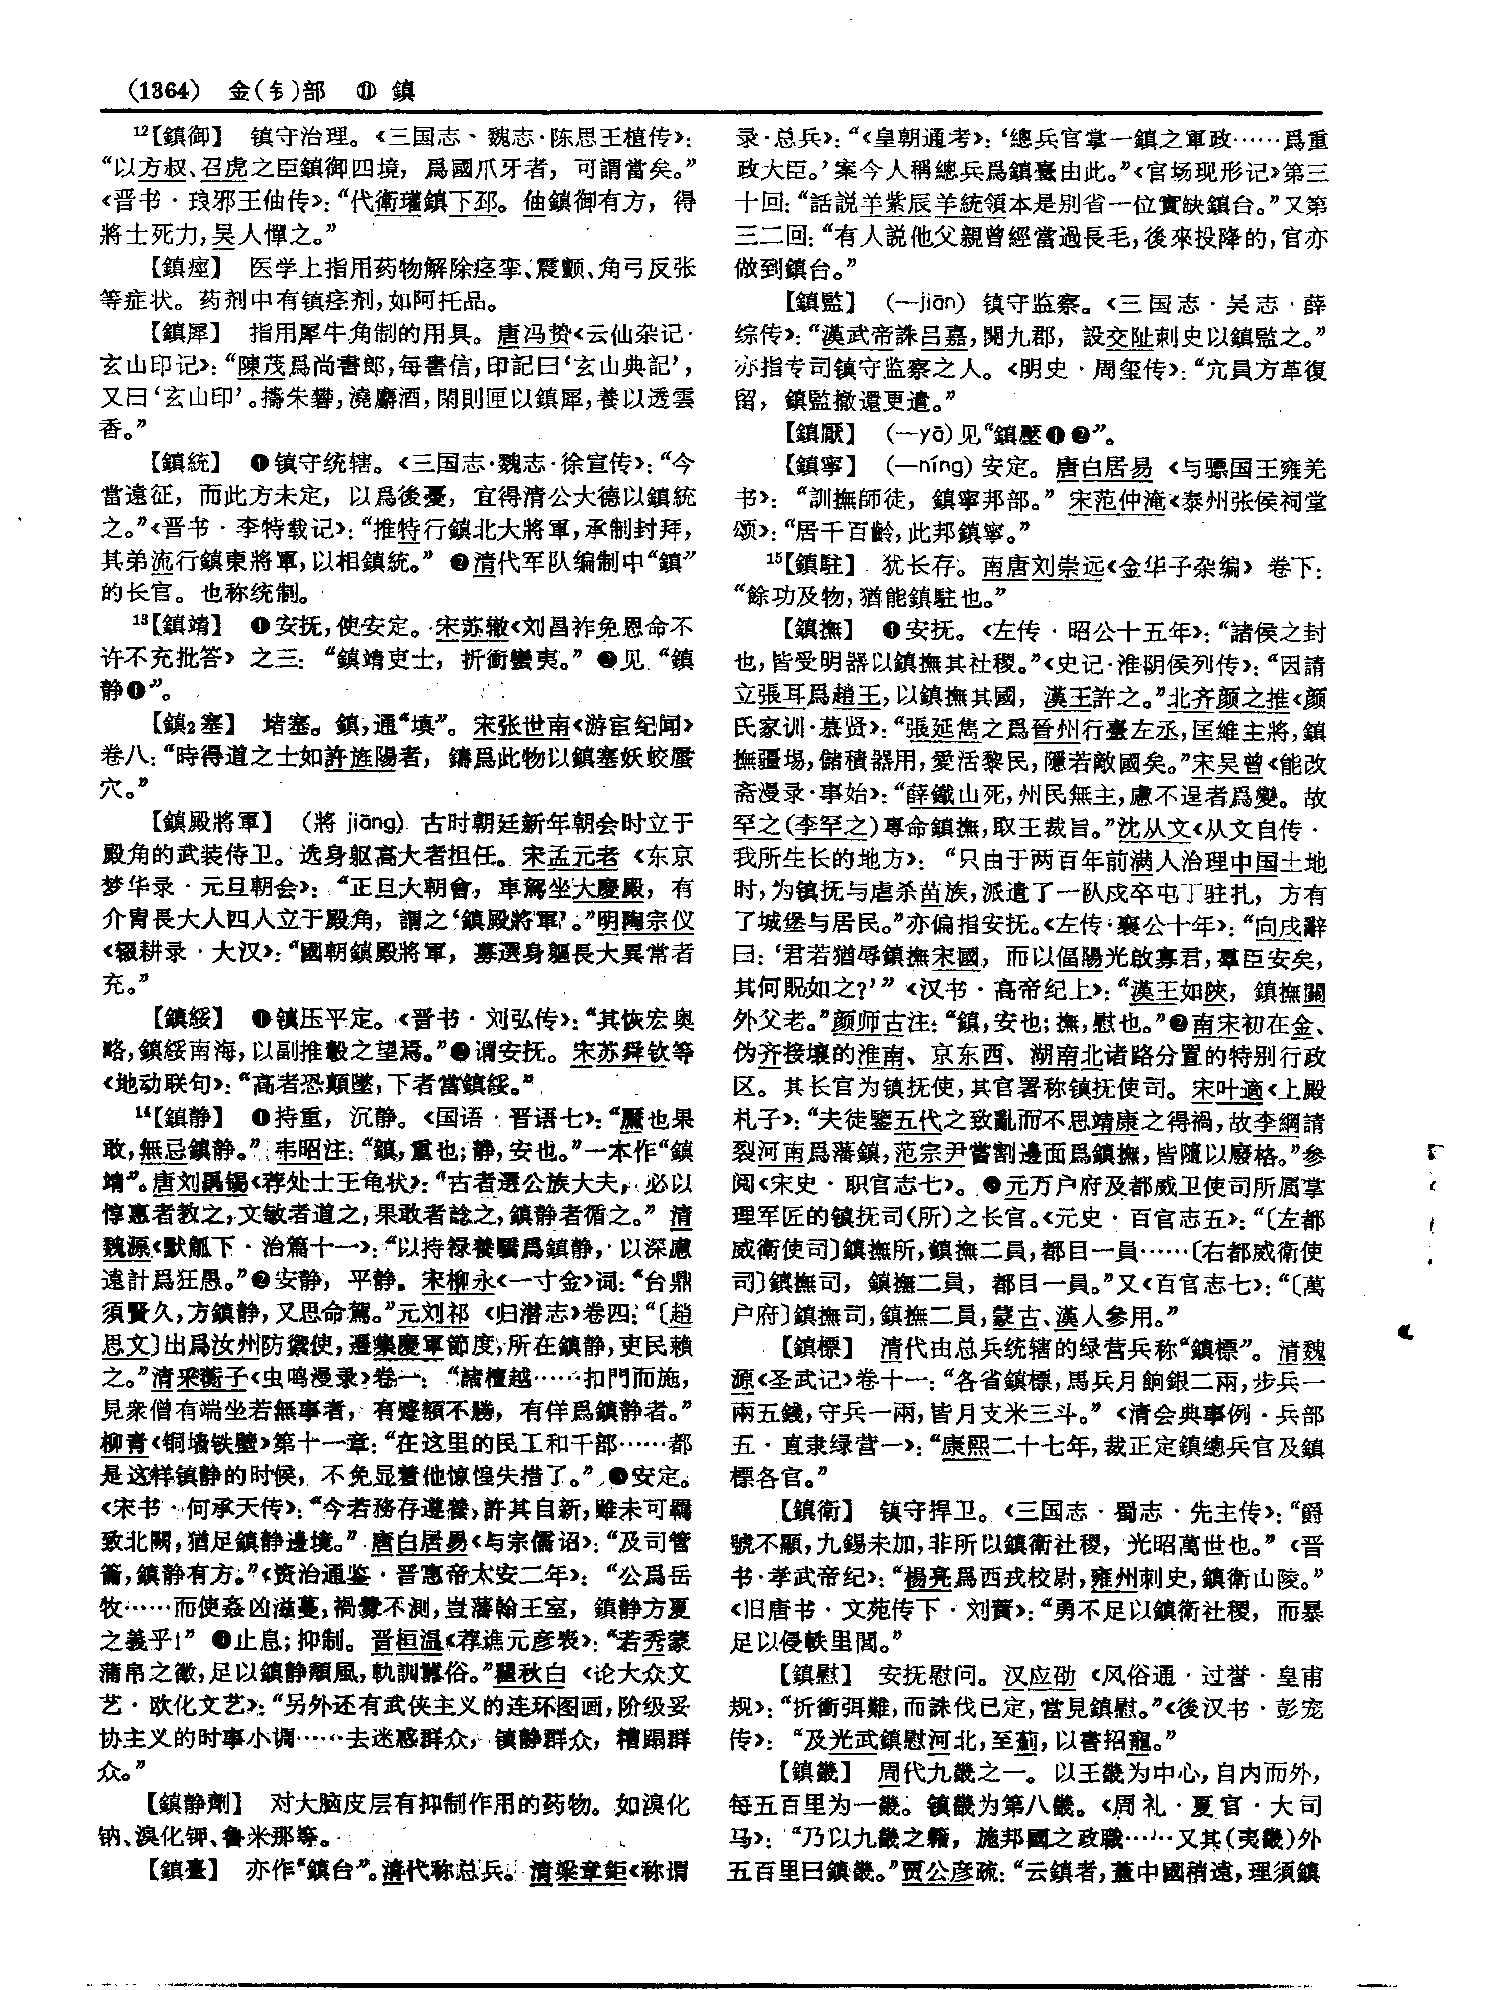 (1364) 金(钅)部 ⑩ 鎮
¹²【鎮御】 镇守治理。《三国志·魏志·陈思王植传》：
“以方叔、召虎之臣鎮御四境，爲國爪牙者，可謂當矣。”
《晋书·琅邪王伷传》：“代衛瓘鎮下邳。伷鎮御有方，得
將士死力，吴人憚之。”
【鎮痙】 医学上指用药物解除痉挛、震颤、角弓反张
等症状。药剂中有镇痉剂，如阿托品。
【鎮犀】 指用犀牛角制的用具。唐冯贽《云仙杂记·
玄山印记》：“陳茂爲尚書郎，每書信，印記曰‘玄山典記’，
又曰‘玄山印’。擣朱礬，澆麝酒，閑則匣以鎮犀，養以透雲
香。”
【鎮統】 ❶镇守统辖。《三国志·魏志·徐宣传》：“今
當遠征，而此方未定，以爲後憂，宜得清公大德以鎮統
之。”《晋书·李特载记》：“推特行鎮北大將軍，承制封拜，
其弟流行鎮東將軍，以相鎮統。” ❷清代军队编制中“鎮”
的长官。也称统制。
¹³【鎮靖】 ❶安抚，使安定。宋苏辙《刘昌祚免恩命不
许不充批答》之三：“鎮靖吏士，折衝蠻夷。” ❷见“鎮
静❶”。
【鎮₂塞】 堵塞。鎮，通“填”。宋张世南《游宦纪闻》
卷八：“時得道之士如許旌陽者，鑄爲此物以鎮塞妖蛟蜃
穴。”
【鎮殿將軍】 (將 jiāng) 古时朝廷新年朝会时立于
殿角的武装侍卫。选身躯高大者担任。宋孟元老《东京
梦华录·元旦朝会》：“正旦大朝會，車駕坐大慶殿，有
介胄長大人四人立于殿角，謂之‘鎮殿將軍’。”明陶宗仪
《辍耕录·大汉》：“國朝鎮殿將軍，募選身軀長大異常者
充。”
【鎮綏】 ❶镇压平定。《晋书·刘弘传》：“其恢宏奥
略，鎮綏南海，以副推轂之望焉。”❷谓安抚。宋苏舜钦等
《地动联句》：“高者恐顛墜，下者當鎮綏。”
¹⁴【鎮静】 ❶持重，沉静。《国语·晋语七》：“黡也果
敢，無忌鎮静。”韦昭注：“鎮，重也；静，安也。”一本作“鎮
靖”。唐刘禹锡《荐处士王龟状》：“古者選公族大夫，必以
惇惠者教之，文敏者道之，果敢者諗之，鎮静者循之。” 清
魏源《默觚下·治篇十一》：“以持禄養驕爲鎮静，以深慮
遠計爲狂愚。”❷安静，平静。宋柳永《一寸金》词：“台鼎
須賢久，方鎮静，又思命駕。”元刘祁《归潜志》卷四：“〔趙
思文〕出爲汝州防禦使，遷集慶軍節度，所在鎮静，吏民賴
之。”清采蘅子《虫鸣漫录》卷一：“諸檀越……扣門而施，
見衆僧有端坐若無事者，有蹙額不勝，有佯爲鎮静者。”
柳青《铜墙铁壁》第十一章：“在这里的民工和干部……都
是这样镇静的时候，不免显着他惊惶失措了。” ❸安定。
《宋书·何承天传》：“今若務存遵養，許其自新，雖未可羈
致北闕，猶足鎮静邊境。”唐白居易《与宗儒诏》：“及司管
籥，鎮静有方。”《资治通鉴·晋惠帝太安二年》：“公爲岳
牧……而使姦凶滋蔓，禍釁不測，豈藩翰王室，鎮静方夏
之義乎！” ❹止息；抑制。晋桓温《荐谯元彦表》：“若秀蒙
蒲帛之徵，足以鎮静頽風，軌訓囂俗。”瞿秋白《论大众文
艺·欧化文艺》：“另外还有武侠主义的连环图画，阶级妥
协主义的时事小调……去迷惑群众，镇静群众，糟蹋群
众。”
【鎮静劑】 对大脑皮层有抑制作用的药物。如溴化
钠、溴化钾、鲁米那等。
【鎮臺】 亦作“鎮台”。清代称总兵。清梁章鉅《称谓
录·总兵》：“《皇朝通考》：‘總兵官掌一鎮之軍政……爲重
政大臣。’案今人稱總兵爲鎮臺由此。”《官场现形记》第三
十回：“話説羊紫辰羊統領本是别省一位實缺鎮台。”又第
三二回：“有人説他父親曾經當過長毛，後來投降的，官亦
做到鎮台。”
【鎮監】 (—jiān) 镇守监察。《三国志·吴志·薛
综传》：“漢武帝誅吕嘉，開九郡，設交阯刺史以鎮監之。”
亦指专司镇守监察之人。《明史·周玺传》：“宂員方革復
留，鎮監撤還更遣。”
【鎮厭】 (—yā)见“鎮壓❶❷”。
【鎮寧】 (—níng)安定。唐白居易《与骠国王雍羌
书》：“訓撫師徒，鎮寧邦部。” 宋范仲淹《泰州张侯祠堂
颂》：“居千百齡，此邦鎮寧。”
¹⁵【鎮駐】 犹长存。南唐刘崇远《金华子杂编》卷下：
“餘功及物，猶能鎮駐也。”
【鎮撫】 ❶安抚。《左传·昭公十五年》：“諸侯之封
也，皆受明器以鎮撫其社稷。”《史记·淮阴侯列传》：“因請
立張耳爲趙王，以鎮撫其國，漢王許之。”北齐颜之推《颜
氏家训·慕贤》：“張延雋之爲晉州行臺左丞，匡維主將，鎮
撫疆埸，儲積器用，愛活黎民，隱若敵國矣。”宋吴曾《能改
斋漫录·事始》：“薛鐵山死，州民無主，慮不逞者爲變。故
罕之(李罕之)專命鎮撫，取王裁旨。”沈从文《从文自传·
我所生长的地方》：“只由于两百年前满人治理中国土地
时，为镇抚与虐杀苗族，派遣了一队戍卒屯丁驻扎，方有
了城堡与居民。”亦偏指安抚。《左传·襄公十年》：“向戌辭
曰：‘君若猶辱鎮撫宋國，而以偪陽光啟寡君，羣臣安矣，
其何貺如之？’” 《汉书·高帝纪上》：“漢王如陝，鎮撫關
外父老。”颜师古注：“鎮，安也；撫，慰也。”❷南宋初在金、
伪齐接壤的淮南、京东西、湖南北诸路分置的特别行政
区。其长官为镇抚使，其官署称镇抚使司。宋叶適《上殿
札子》：“夫徒鑒五代之致亂而不思靖康之得禍，故李綱請
裂河南爲藩鎮，范宗尹嘗割邊面爲鎮撫，皆隨以廢格。”参
阅《宋史·职官志七》。❸元万户府及都威卫使司所属掌
理军匠的镇抚司(所)之长官。《元史·百官志五》：“〔左都
威衛使司〕鎮撫所，鎮撫二員，都目一員……〔右都威衛使
司〕鎮撫司，鎮撫二員，都目一員。”又《百官志七》：“〔萬
户府〕鎮撫司，鎮撫二員，蒙古、漢人參用。”
【鎮標】 清代由总兵统辖的绿营兵称“鎮標”。清魏
源《圣武记》卷十一：“各省鎮標，馬兵月餉銀二兩，步兵一
兩五錢，守兵一兩，皆月支米三斗。”《清会典事例·兵部
五·直隶绿营一》：“康熙二十七年，裁正定鎮總兵官及鎮
標各官。”
【鎮衛】 镇守捍卫。《三国志·蜀志·先主传》：“爵
號不顯，九錫未加，非所以鎮衛社稷，光昭萬世也。”《晋
书·孝武帝纪》：“楊亮爲西戎校尉，雍州刺史，鎮衛山陵。”
《旧唐书·文苑传下·刘蕡》：“勇不足以鎮衛社稷，而暴
足以侵軼里閭。”
【鎮慰】 安抚慰问。汉应劭《风俗通·过誉·皇甫
规》：“折衝弭難，而誅伐已定，當見鎮慰。”《後汉书·彭宠
传》：“及光武鎮慰河北，至薊，以書招寵。”
【鎮畿】 周代九畿之一。以王畿为中心，自内而外，
每五百里为一畿。镇畿为第八畿。《周礼·夏官·大司
马》：“乃以九畿之籍，施邦國之政職……又其(夷畿)外
五百里曰鎮畿。”贾公彦疏：“云鎮者，蓋中國稍遠，理須鎮